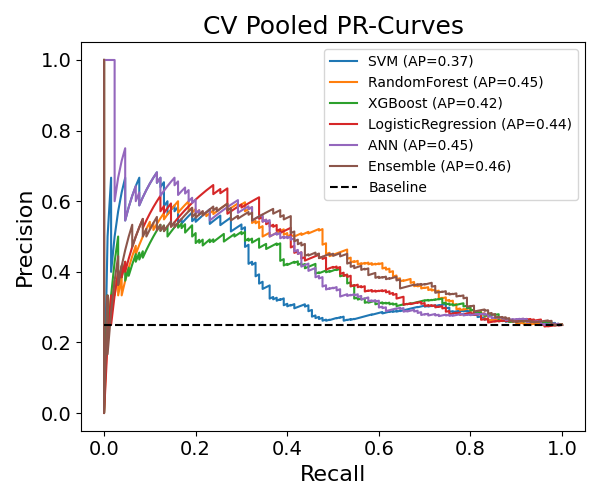 CV Pooled PR-Curves
SVM (AP=0.37)
RandomForest (AP=0.45)
XGBoost (AP=0.42)
LogisticRegression (AP=0.44)
ANN (AP=0.45)
Ensemble (AP=0.46)
Baseline
Precision
1.0
0.8
0.6
0.4
0.2
0.0
0.0 0.2 0.4 0.6 0.8 1.0
Recall